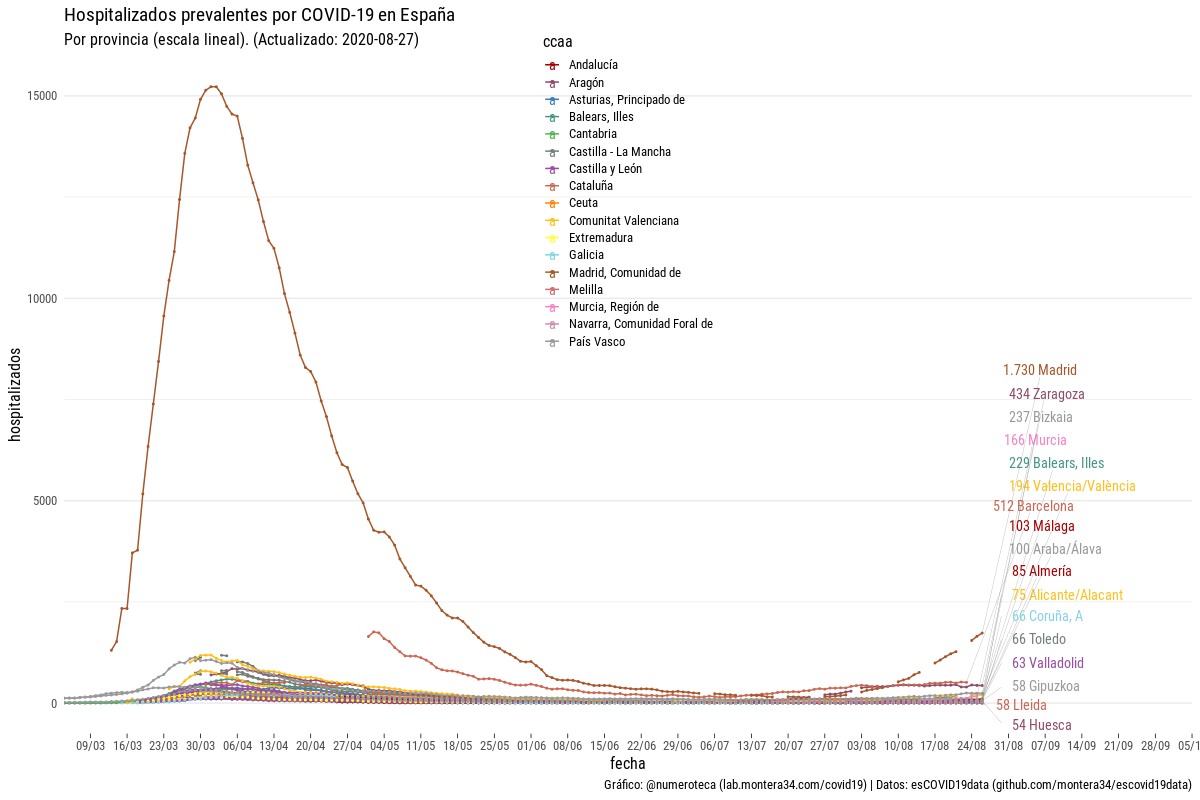 Hospitalizados prevalentes por COVID-19 en España
Por provincia (escala lineal). (Actualizado: 2020-08-27)
ccaa
Andalucía
Aragón
Asturias, Principado de
Balears, Illes
Cantabria
Castilla - La Mancha
Castilla y León
Cataluña
Ceuta
Comunitat Valenciana
Extremadura
Galicia
Madrid, Comunidad de
Melilla
Murcia, Región de
Navarra, Comunidad Foral de
País Vasco
hospitalizados
15000
10000
5000
0
1.730 Madrid
434 Zaragoza
237 Bizkaia
166 Murcia
229 Balears, Illes
194 Valencia/València
512 Barcelona
103 Málaga
100 Araba/Álava
85 Almería
75 Alicante/Alacant
66 Coruña, A
66 Toledo
63 Valladolid
58 Gipuzkoa
58 Lleida
54 Huesca
09/03 16/03 23/03 30/03 06/04 13/04 20/04 27/04 04/05 11/05 18/05 25/05 01/06 08/06 15/06 22/06 29/06 06/07 13/07 20/07 27/07 03/08 10/08 17/08 24/08 31/08 07/09 14/09 21/09 28/09 05/1
fecha
Gráfico: @numeroteca (lab.montera34.com/covid19) | Datos: esCOVID19data (github.com/montera34/escovid19data)